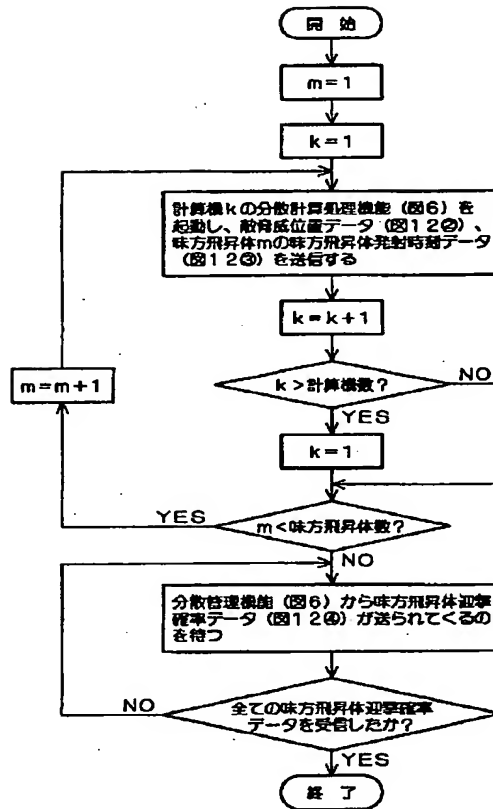 開 始
m=1
k=1
計算機kの分散計算処理機能(図6)を
起動し、敵脅威位置データ(図12②)、
味方飛昇体mの味方飛昇体発射時刻データ
(図12③)を送信する
k=k+1
k>計算機数?
NO
m=m+1
YES
k=1
YES
m<味方飛昇体数?
NO
分散管理機能(図6)から味方飛昇体迎撃
確率データ(図12④)が送られてくるの
を待つ
NO
全ての味方飛昇体迎撃確率
データを受信したか?
YES
終 了